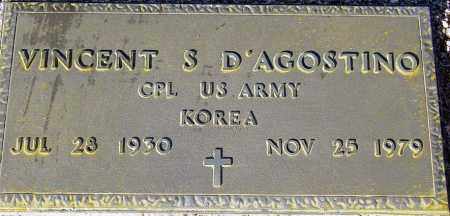 VINCENT S D'AGOSTINO
CPL US ARMY
KOREA
JUL 28 1930 NOV 25 1979